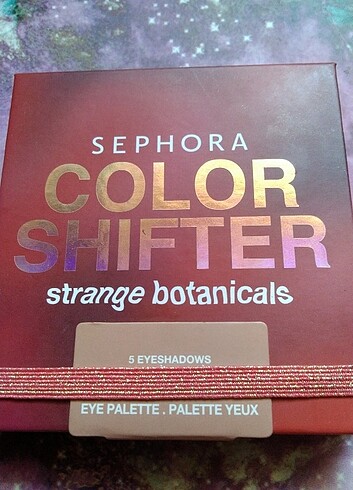 SEPHORA
COLOR
SHIFTER
strange botanicals
5 EYESHADOWS
EYE PALETTE . PALETTE YEUX